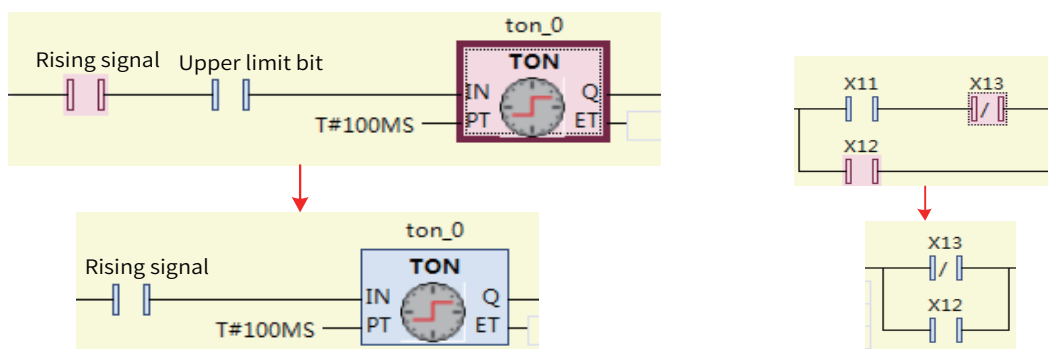 ton_0
Rising signal Upper limit bit
TON
IN Q
T#100MS PT ET
ton_0
Rising signal
TON
IN Q
T#100MS PT ET
X11 X13
/
X12
X13
/
X12